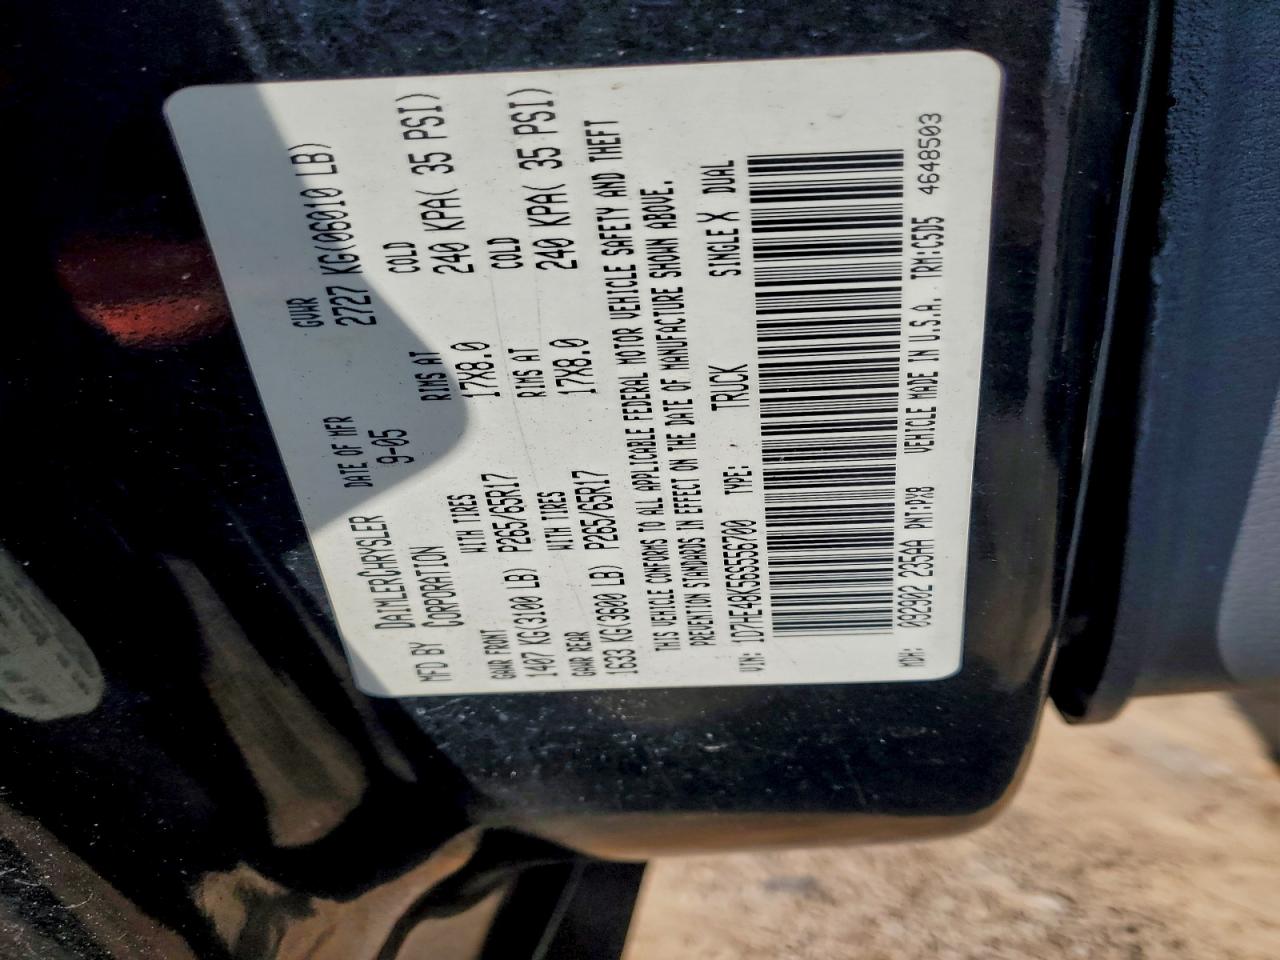 MFD BY DAIMLERCHRYSLER CORPORATION DATE OF MFR 9-05 GVWR 2727 KG(06010 LB)
GAWR FRONT WITH TIRES RIMS AT COLD
1407 KG(3100 LB) P265/65R17 17X8.0 240 KPA( 35 PSI)
GAWR REAR WITH TIRES RIMS AT COLD
1633 KG(3600 LB) P265/65R17 17X8.0 240 KPA( 35 PSI)
THIS VEHICLE CONFORMS TO ALL APPLICABLE FEDERAL MOTOR VEHICLE SAFETY AND THEFT
PREVENTION STANDARDS IN EFFECT ON THE DATE OF MANUFACTURE SHOWN ABOVE.
VIN: 1D7HE48K56S556700 TYPE: TRUCK SINGLE X DUAL
MDH: 092902 235AA PNT:PX8 VEHICLE MADE IN U.S.A. TRM:C5D5 4648503